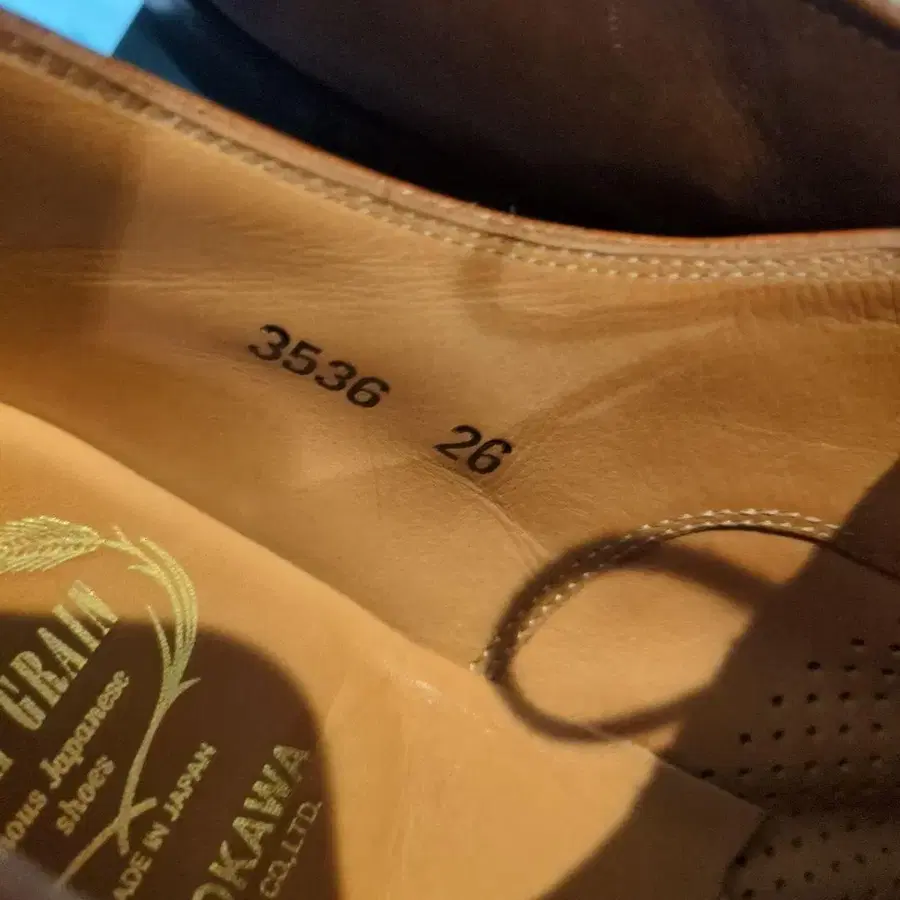 3536 26
GRAIN
Japanese
shoes
MADE IN JAPAN
OKAWA
CO., LTD.